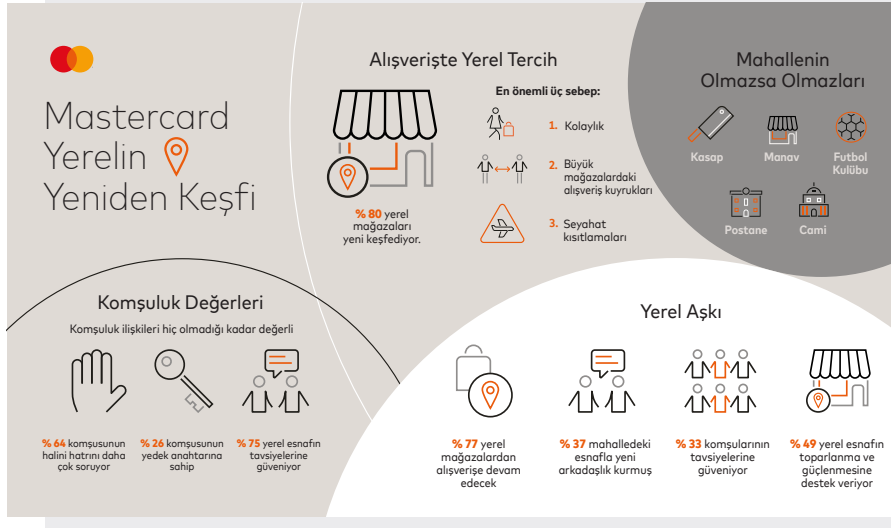 Mastercard
Yerelin
Yeniden Keşfi
Alışverişte Yerel Tercih
% 80 yerel
mağazaları
yeni keşfediyor.
En önemli üç sebep:
1. Kolaylık
2. Büyük
mağazalardaki
alışveriş kuyrukları
3. Seyahat
kısıtlamaları
Mahallenin
Olmazsa Olmazları
Kasap
Manav
Futbol
Kulübu
Postane
Cami
Komşuluk Değerleri
Komşuluk ilişkileri hiç olmadığı kadar değerli
% 64 komşusunun
halini hatrını daha
çok soruyor
% 26 komşusunun
yedek anahtarına
sahip
% 75 yerel esnafın
tavsiyelerine
güveniyor
Yerel Aşkı
% 77 yerel
mağazalardan
alışverişe devam
edecek
% 37 mahalledeki
esnafla yeni
arkadaşlık kurmuş
% 33 komşularının
tavsiyelerine
güveniyor
% 49 yerel esnafın
toparlanma ve
güçlenmesine
destek veriyor